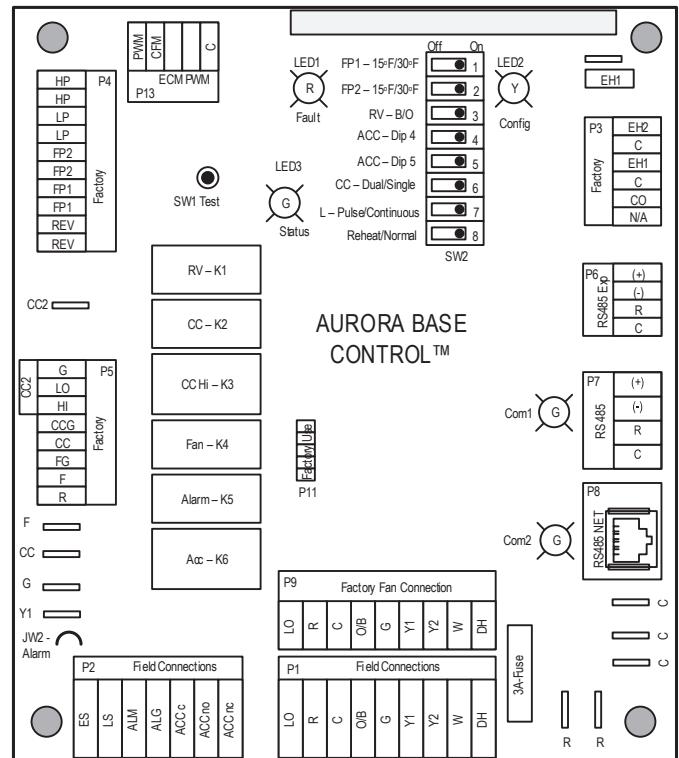 PWM
CFM
C
ECM PWM
P13
P4
HP
HP
LP
LP
FP2
FP2
FP1
FP1
REV
REV
Factory
LED1
R
Fault
SW1 Test
LED3
G
Status
Off On
FP1 – 15°F/30°F 1
FP2 – 15°F/30°F 2
RV – B/O 3
ACC – Dip 4 4
ACC – Dip 5 5
CC – Dual/Single 6
L – Pulse/Continuous 7
Reheat/Normal 8
SW2
LED2
Y
Config
EH1
P3
EH2
C
EH1
C
CO
N/A
Factory
P6
RS485 Exp
(+)
(-)
R
C
P7
RS 485
(+)
(-)
R
C
Com1
G
P8
RS485 NET
Com2
G
CC2
RV – K1
CC – K2
CC Hi – K3
Fan – K4
Alarm – K5
Acc – K6
AURORA BASE
CONTROL™
Factory Use
P11
CC2
P5
G
LO
HI
CCG
CC
FG
F
R
Factory
F
CC
G
Y1
JW2 -
Alarm
P9 Factory Fan Connection
LO R C O/B G Y1 Y2 W DH
P2 Field Connections
ES LS ALM ALG ACC c ACC no ACC nc
P1 Field Connections
LO R C O/B G Y1 Y2 W DH
3A-Fuse
C
C
C
R R